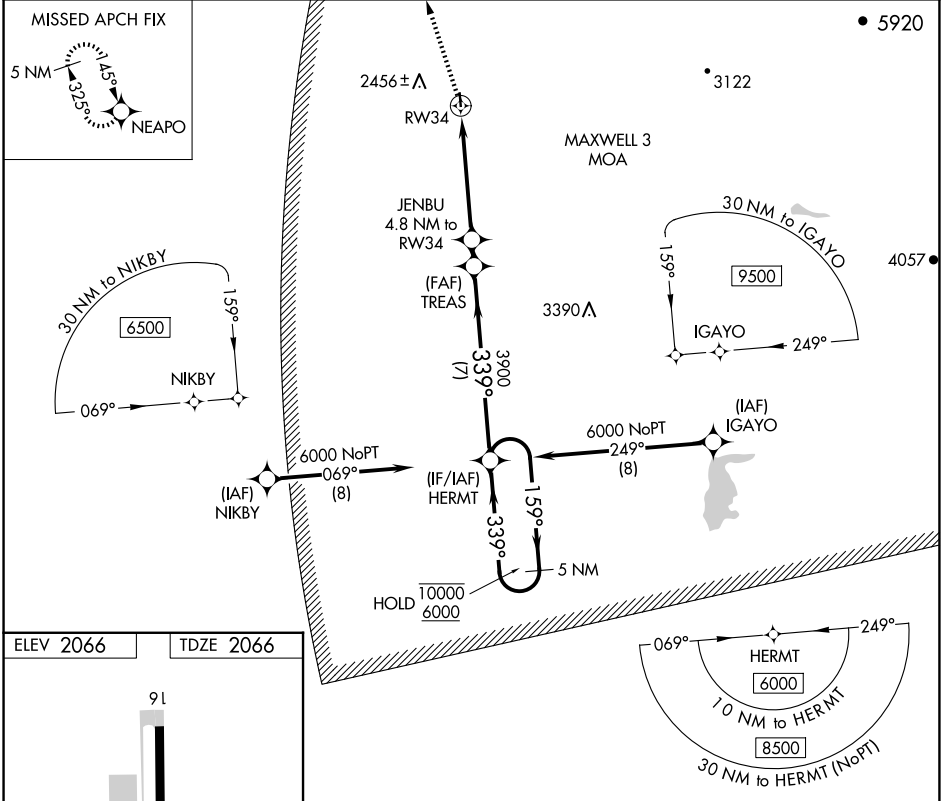 MISSED APCH FIX
5 NM
145°
325°
NEAPO
5920
2456±
3122
RW34
MAXWELL 3
MOA
JENBU
4.8 NM to
RW34
(FAF)
TREAS
30 NM to NIKBY
6500
159°
NIKBY
069°
30 NM to IGAYO
159°
9500
4057
IGAYO
249°
3390
3900
339°
(7)
(IAF)
IGAYO
6000 NoPT
249°
(8)
6000 NoPT
069°
(8)
(IAF)
NIKBY
(IF/IAF)
HERMT
339°
159°
5 NM
HOLD
10000
6000
ELEV 2066
TDZE 2066
16
069°
249°
HERMT
6000
10 NM to HERMT
8500
30 NM to HERMT (NoPT)